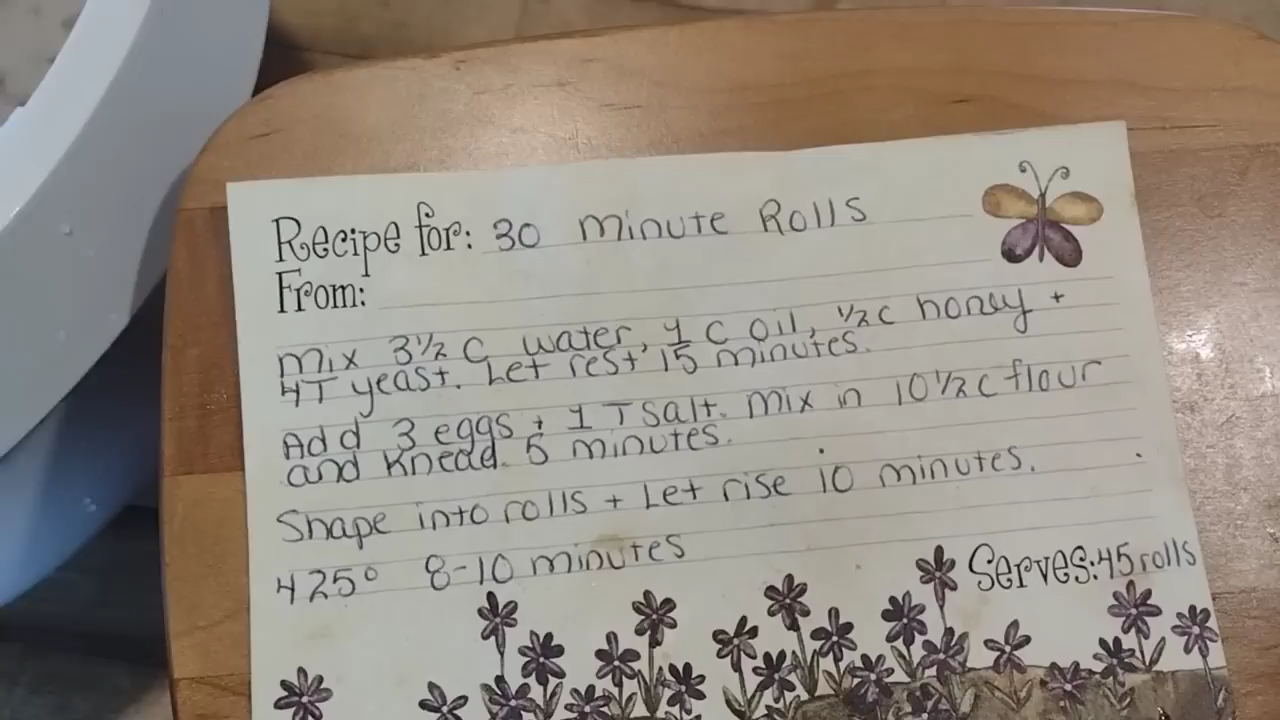 Recipe for: 30 minute Rolls
From:
mix 3½ c water, 1 c oil, ½ c honey +
4T yeast. Let rest 15 minutes.
Add 3 eggs + 1 T salt. mix in 10 ½ c flour
and knead 5 minutes.
Shape into rolls + Let rise 10 minutes.
425° 8-10 minutes
Serves: 45 rolls